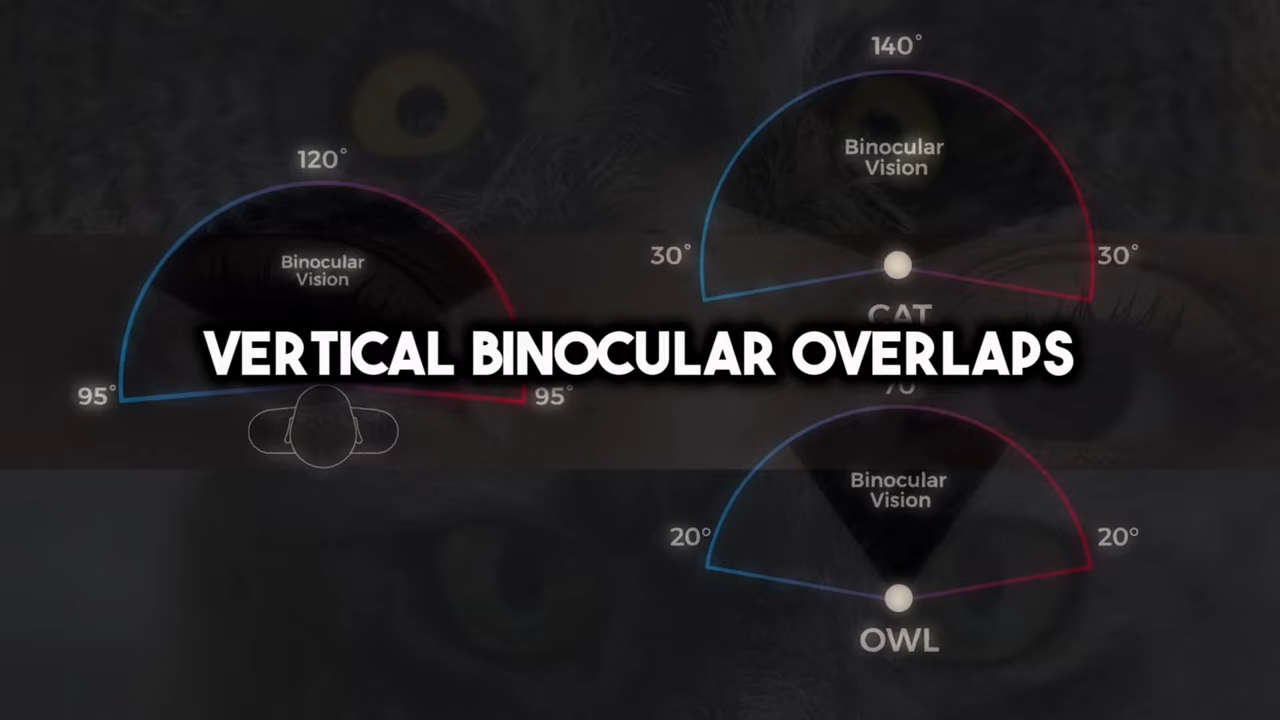 140°
120°
Binocular
Vision
30°
30°
Binocular
Vision
CAT
VERTICAL BINOCULAR OVERLAPS
95°
95°
70°
Binocular
Vision
20°
20°
OWL